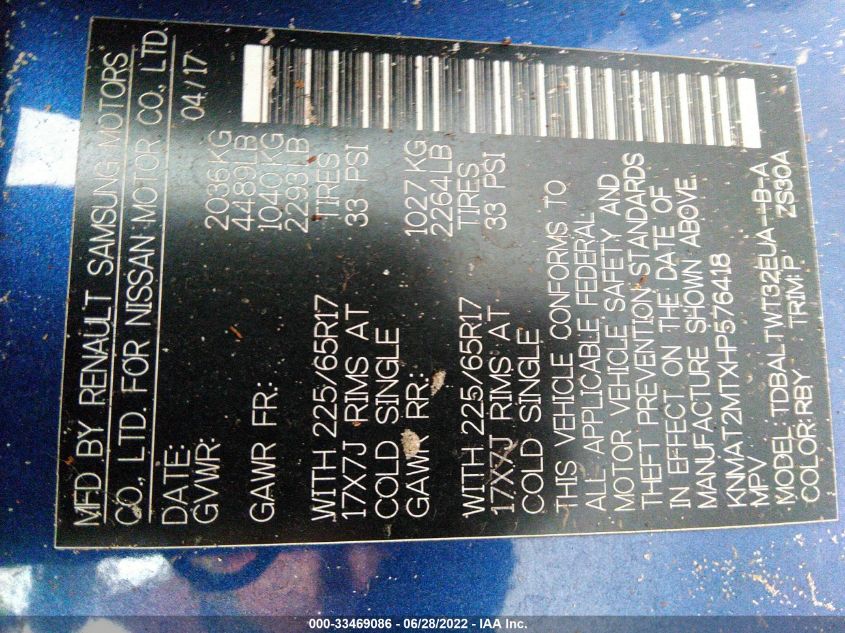 MFD BY RENAULT SAMSUNG MOTORS
CO., LTD. FOR NISSAN MOTOR CO., LTD.
DATE: 04/17
GVWR: 2036KG
4489LB
GAWR FR: 1040KG
2293LB
WITH 225/65R17 TIRES
17X7J RIMS AT 33 PSI
COLD SINGLE
GAWR RR: 1027 KG
2264LB
WITH 225/65R17 TIRES
17X7J RIMS AT 33 PSI
COLD SINGLE
THIS VEHICLE CONFORMS TO
ALL APPLICABLE FEDERAL
MOTOR VEHICLE SAFETY AND
THEFT PREVENTION STANDARDS
IN EFFECT ON THE DATE OF
MANUFACTURE SHOWN ABOVE.
KNMAT2MTXHP576418
MPV
MODEL: TDBALTWT32EUA-B-A
COLOR: RBY TRIM: P ZS30A
000-33469086 - 06/28/2022 - IAA Inc.